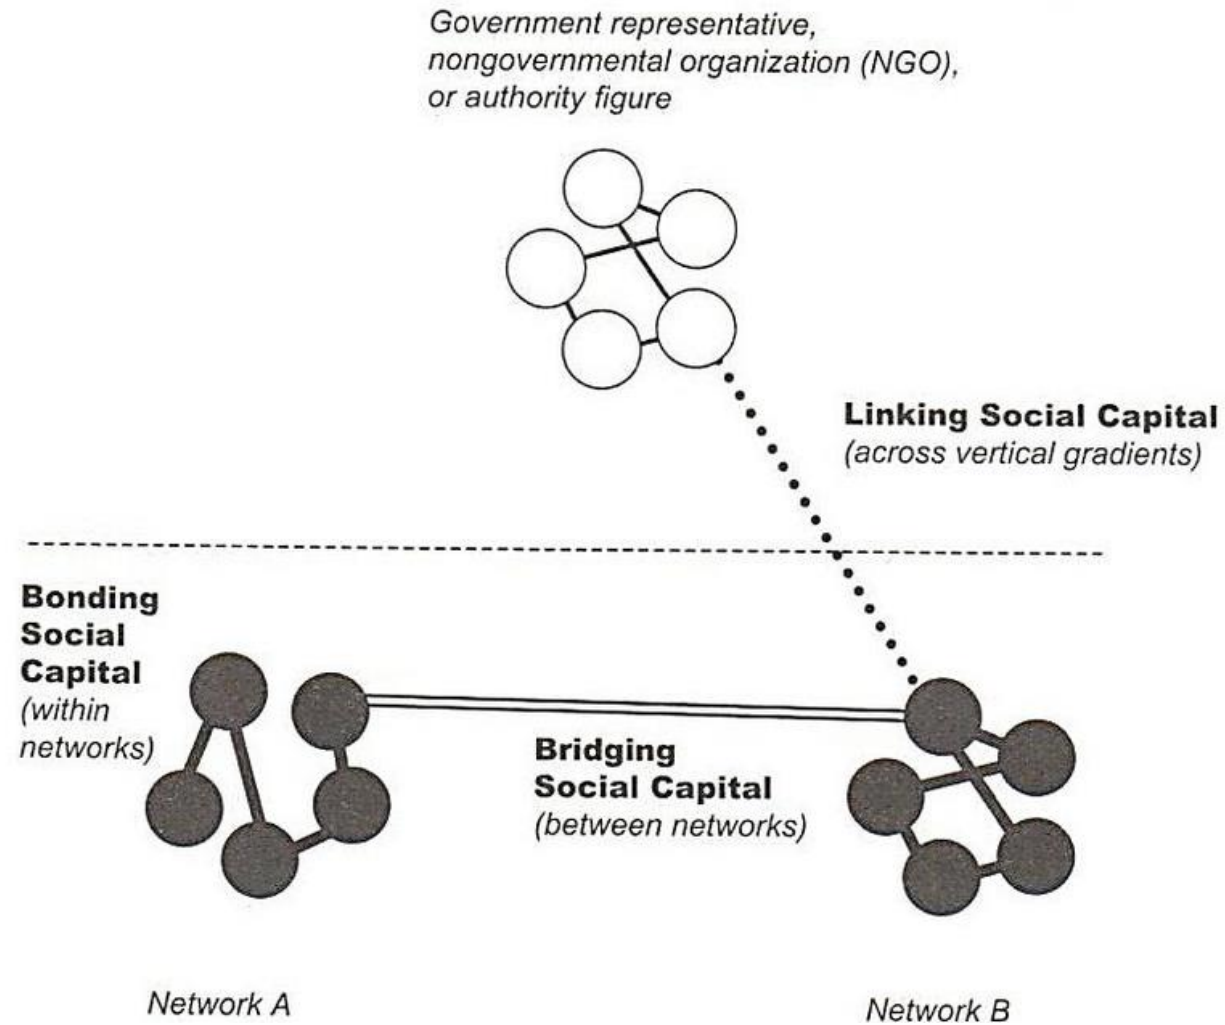 Government representative,
nongovernmental organization (NGO),
or authority figure
Linking Social Capital
(across vertical gradients)
Bonding
Social
Capital
(within
networks)
Bridging
Social Capital
(between networks)
Network A
Network B